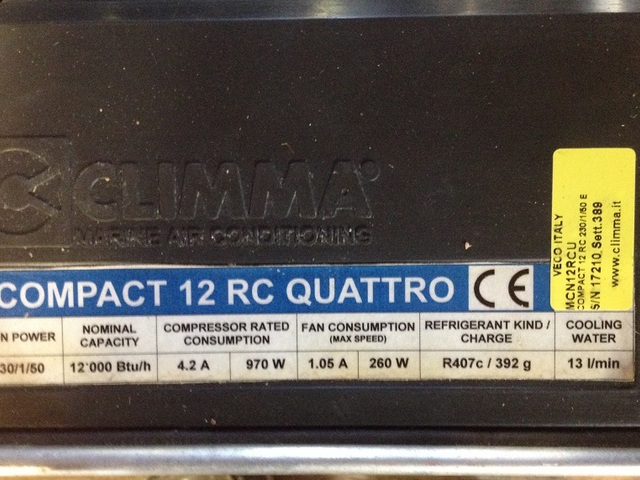 CLIMMA®
MARINE AIR CONDITIONING
COMPACT 12 RC QUATTRO CE
N POWER
30/1/50
NOMINAL
CAPACITY
12'000 Btu/h
COMPRESSOR RATED
CONSUMPTION
4.2 A 970 W
FAN CONSUMPTION
(MAX SPEED)
1.05 A 260 W
REFRIGERANT KIND /
CHARGE
R407c / 392 g
COOLING
WATER
13 l/min
VECO ITALY
MCN12RCU
COMPACT 12 RC 230/1/50 E
S/N 17210 Sett.389
www.climma.it